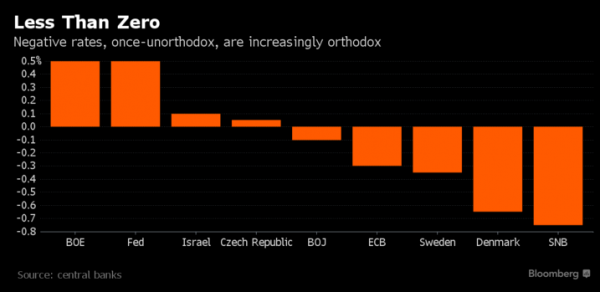 Less Than Zero
Negative rates, once-unorthodox, are increasingly orthodox
0.5%
0.4
0.3
0.2
0.1
0.0
-0.1
-0.2
-0.3
-0.4
-0.5
-0.6
-0.7
-0.8
BOE Fed Israel Czech Republic BOJ ECB Sweden Denmark SNB
Source: central banks
Bloomberg